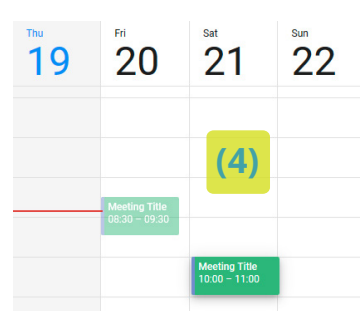 Thu
Fri
Sat
Sun
19
20
21
22
(4)
Meeting Title
08:30 – 09:30
Meeting Title
10:00 – 11:00